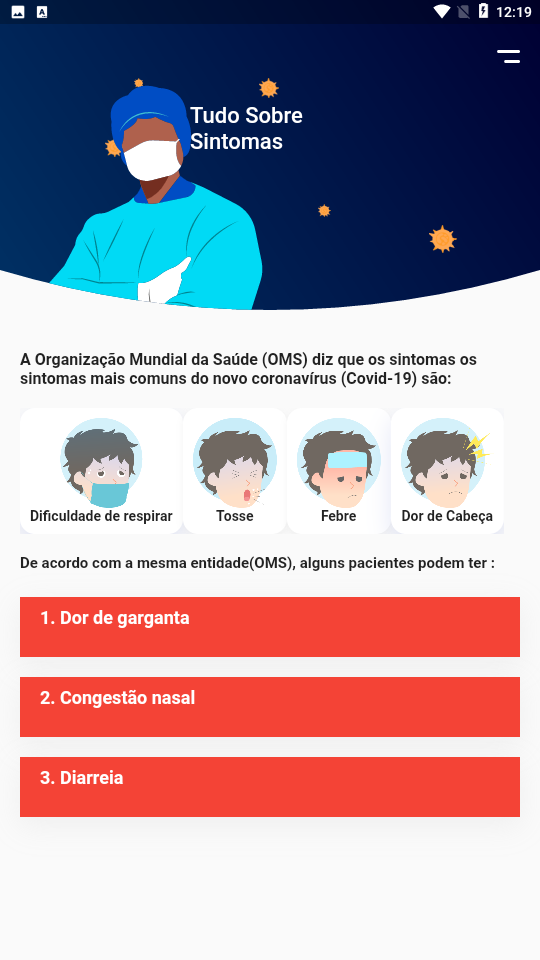 12:19
Tudo Sobre
Sintomas
A Organização Mundial da Saúde (OMS) diz que os sintomas os
sintomas mais comuns do novo coronavírus (Covid-19) são:
Dificuldade de respirar
Tosse
Febre
Dor de Cabeça
De acordo com a mesma entidade(OMS), alguns pacientes podem ter :
1. Dor de garganta
2. Congestão nasal
3. Diarreia